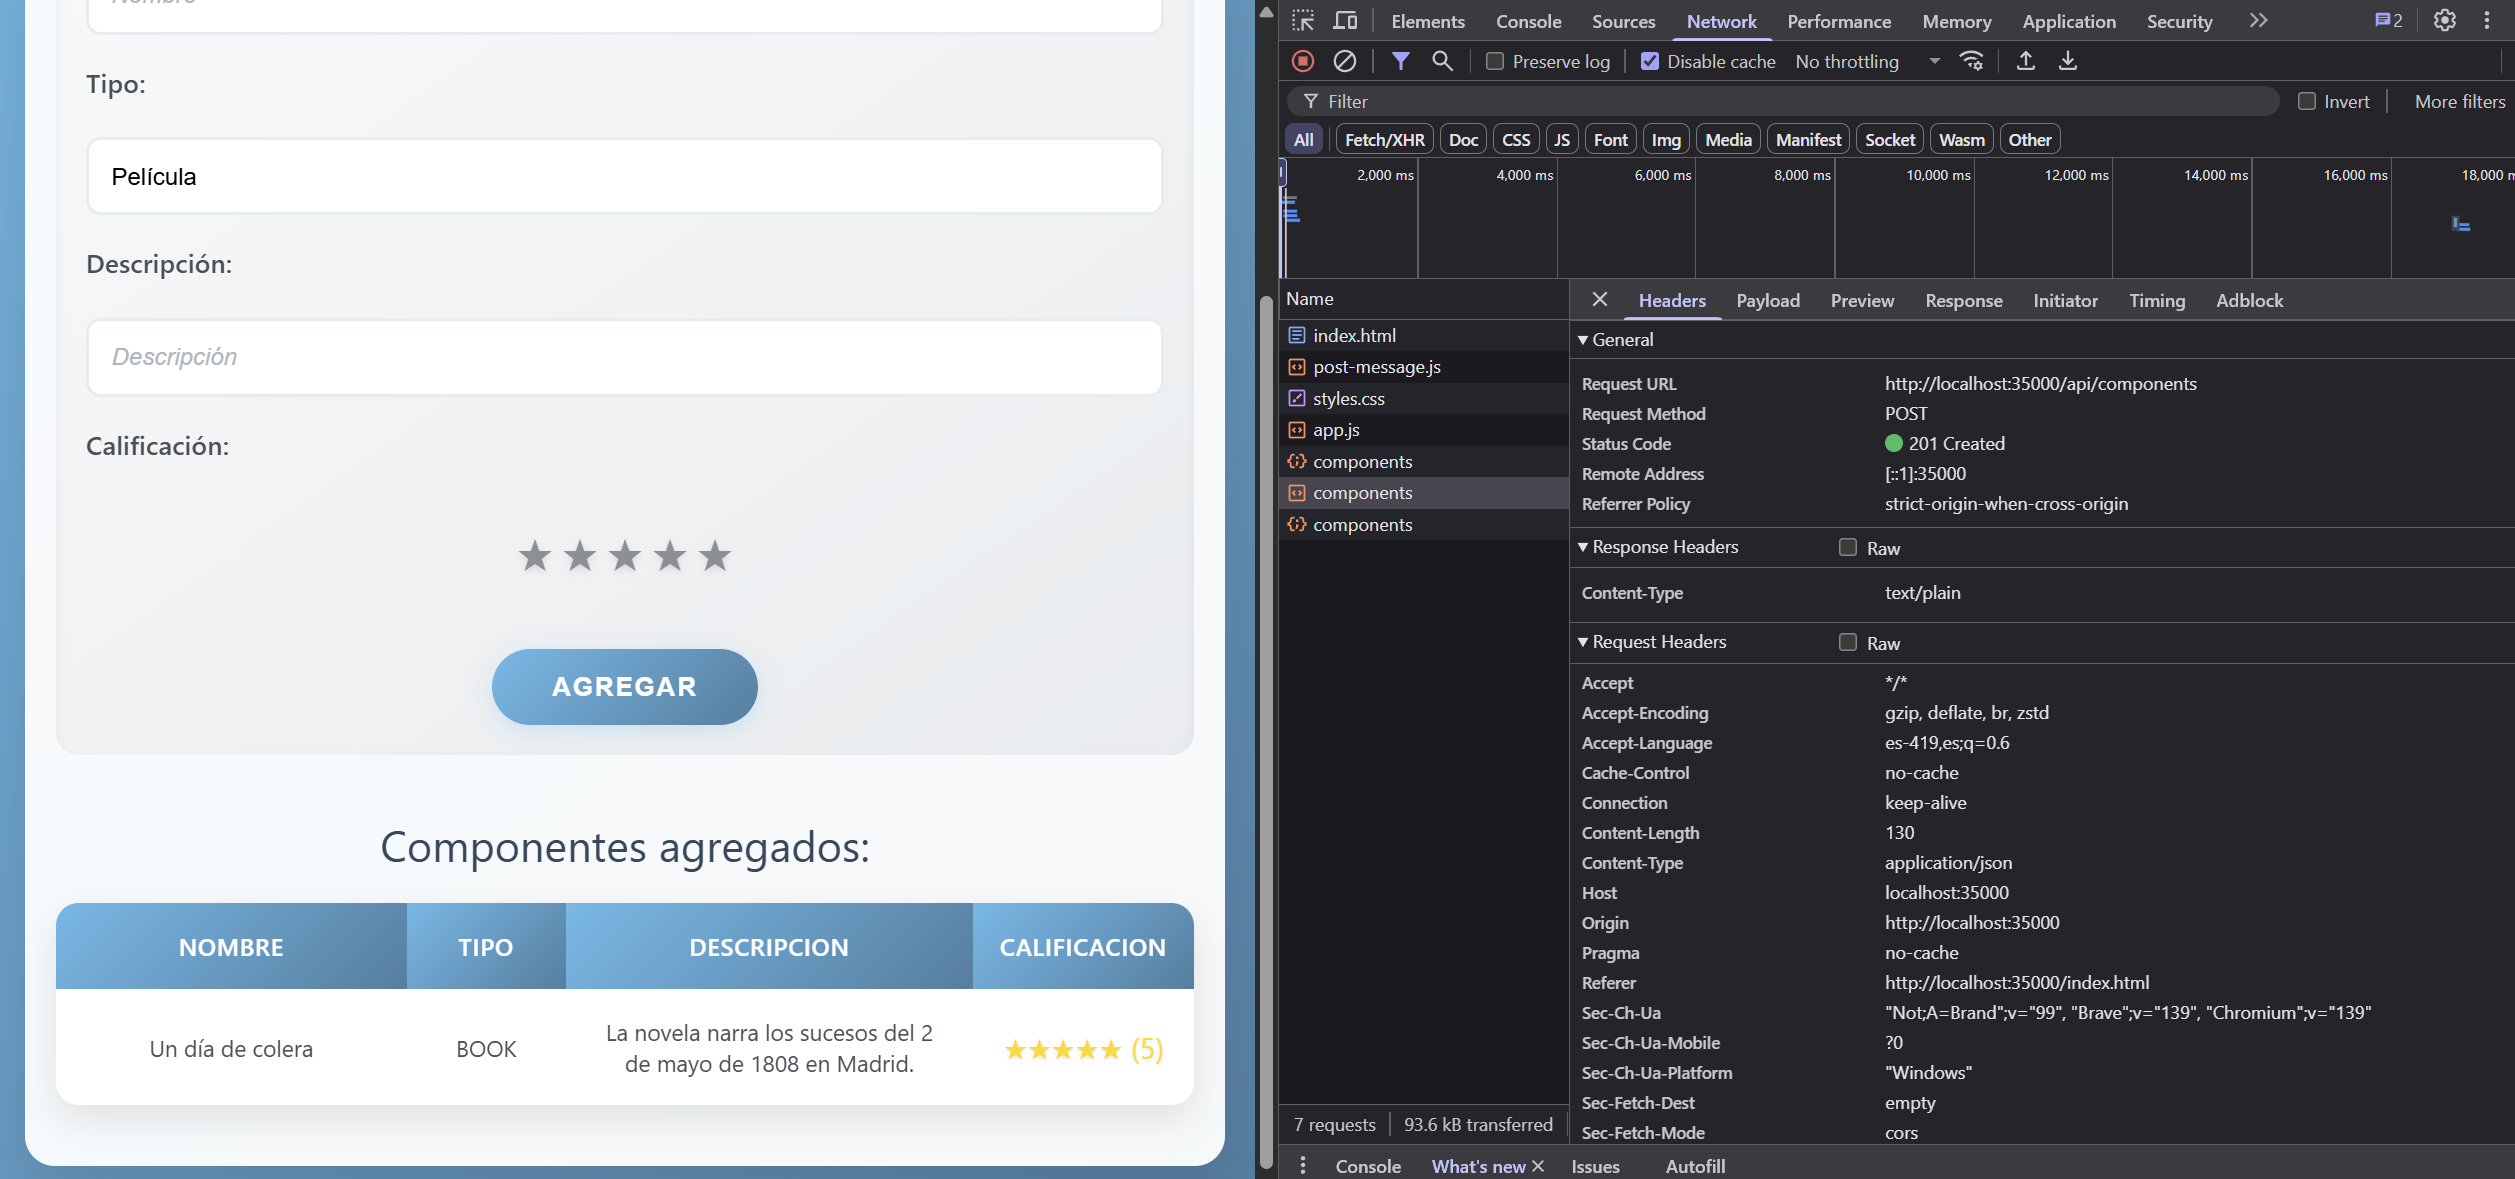 Nombre
Tipo:
Película
Descripción:
Descripción
Calificación:
AGREGAR
Componentes agregados:
NOMBRE TIPO DESCRIPCION CALIFICACION
Un día de colera BOOK La novela narra los sucesos del 2 de mayo de 1808 en Madrid. ★★★★★ (5)
Elements Console Sources Network Performance Memory Application Security 2
Preserve log Disable cache No throttling
Filter Invert More filters
All Fetch/XHR Doc CSS JS Font Img Media Manifest Socket Wasm Other
2,000 ms 4,000 ms 6,000 ms 8,000 ms 10,000 ms 12,000 ms 14,000 ms 16,000 ms 18,000 m
Name
index.html
post-message.js
styles.css
app.js
components
components
components
7 requests 93.6 kB transferred
Headers Payload Preview Response Initiator Timing Adblock
General
Request URL http://localhost:35000/api/components
Request Method POST
Status Code 201 Created
Remote Address [::1]:35000
Referrer Policy strict-origin-when-cross-origin
Response Headers Raw
Content-Type text/plain
Request Headers Raw
Accept */*
Accept-Encoding gzip, deflate, br, zstd
Accept-Language es-419,es;q=0.6
Cache-Control no-cache
Connection keep-alive
Content-Length 130
Content-Type application/json
Host localhost:35000
Origin http://localhost:35000
Pragma no-cache
Referer http://localhost:35000/index.html
Sec-Ch-Ua "Not;A=Brand";v="99", "Brave";v="139", "Chromium";v="139"
Sec-Ch-Ua-Mobile ?0
Sec-Ch-Ua-Platform "Windows"
Sec-Fetch-Dest empty
Sec-Fetch-Mode cors
Console What's new Issues Autofill